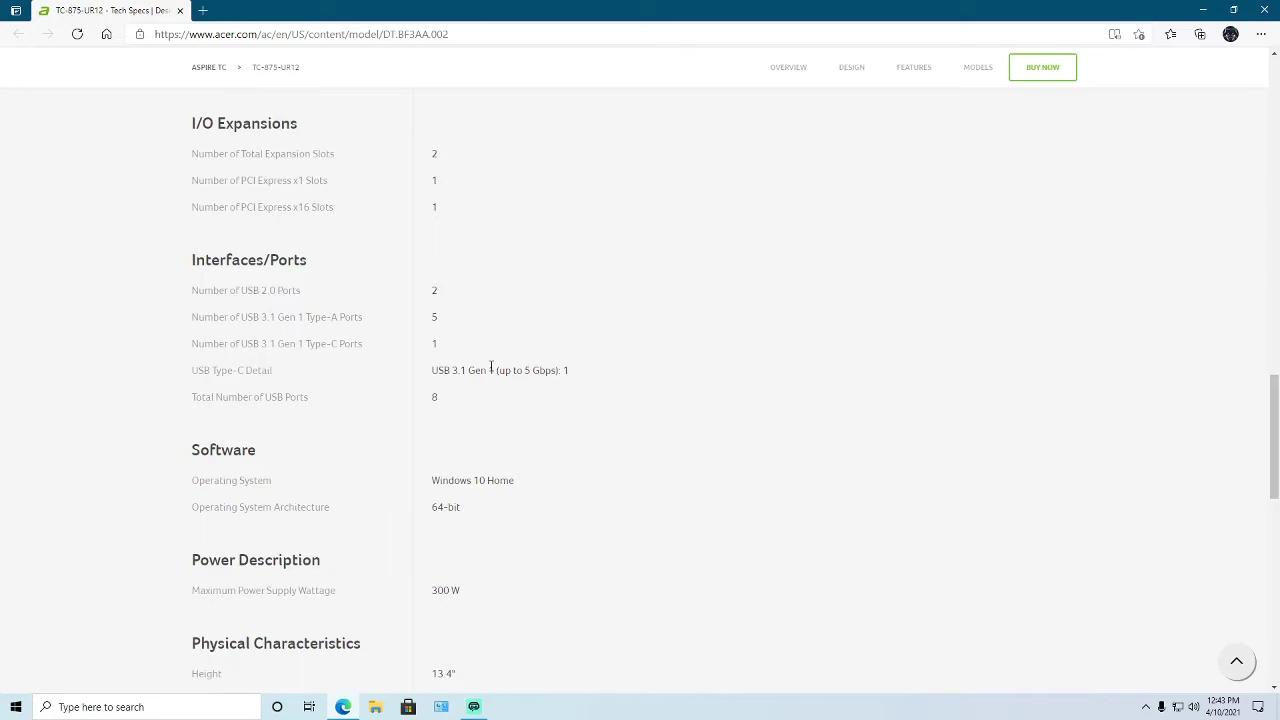 TC-875-UR12 - Tech Specs | Des
https://www.acer.com/ac/en/US/content/model/DT.BF3AA.002
ASPIRE TC > TC-875-UR12 OVERVIEW DESIGN FEATURES MODELS BUY NOW
I/O Expansions
Number of Total Expansion Slots 2
Number of PCI Express x1 Slots 1
Number of PCI Express x16 Slots 1
Interfaces/Ports
Number of USB 2.0 Ports 2
Number of USB 3.1 Gen 1 Type-A Ports 5
Number of USB 3.1 Gen 1 Type-C Ports 1
USB Type-C Detail USB 3.1 Gen 1 (up to 5 Gbps): 1
Total Number of USB Ports 8
Software
Operating System Windows 10 Home
Operating System Architecture 64-bit
Power Description
Maximum Power Supply Wattage 300 W
Physical Characteristics
Height 13.4"
Type here to search
12:43 PM
4/10/2021